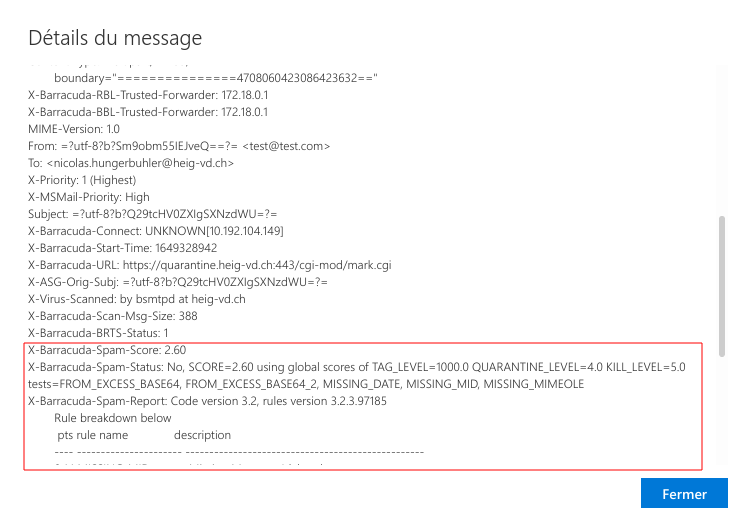 Détails du message
boundary="===============4708060423086423632=="
X-Barracuda-RBL-Trusted-Forwarder: 172.18.0.1
X-Barracuda-BBL-Trusted-Forwarder: 172.18.0.1
MIME-Version: 1.0
From: =?utf-8?b?Sm9obm55IEJveQ==?= <test@test.com>
To: <nicolas.hungerbuhler@heig-vd.ch>
X-Priority: 1 (Highest)
X-MSMail-Priority: High
Subject: =?utf-8?b?Q29tcHV0ZXIgSXNzdWU=?=
X-Barracuda-Connect: UNKNOWN[10.192.104.149]
X-Barracuda-Start-Time: 1649328942
X-Barracuda-URL: https://quarantine.heig-vd.ch:443/cgi-mod/mark.cgi
X-ASG-Orig-Subj: =?utf-8?b?Q29tcHV0ZXIgSXNzdWU=?=
X-Virus-Scanned: by bsmtpd at heig-vd.ch
X-Barracuda-Scan-Msg-Size: 388
X-Barracuda-BRTS-Status: 1
X-Barracuda-Spam-Score: 2.60
X-Barracuda-Spam-Status: No, SCORE=2.60 using global scores of TAG_LEVEL=1000.0 QUARANTINE_LEVEL=4.0 KILL_LEVEL=5.0
tests=FROM_EXCESS_BASE64, FROM_EXCESS_BASE64_2, MISSING_DATE, MISSING_MID, MISSING_MIMEOLE
X-Barracuda-Spam-Report: Code version 3.2, rules version 3.2.3.97185
Rule breakdown below
pts rule name description
---- ---------------------- --------------------------------------------------
Fermer